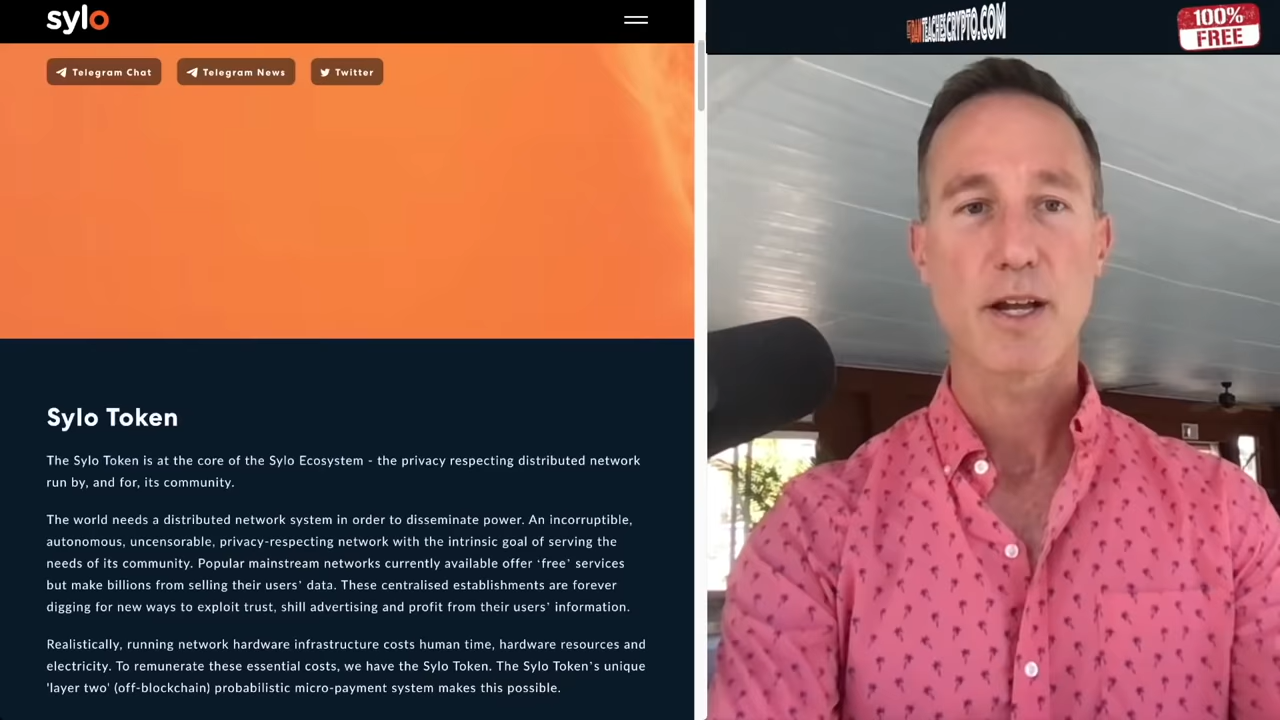 sylo
Telegram Chat
Telegram News
Twitter
Sylo Token
The Sylo Token is at the core of the Sylo Ecosystem - the privacy respecting distributed network
run by, and for, its community.
The world needs a distributed network system in order to disseminate power. An incorruptible,
autonomous, uncensorable, privacy-respecting network with the intrinsic goal of serving the
needs of its community. Popular mainstream networks currently available offer ‘free’ services
but make billions from selling their users’ data. These centralised establishments are forever
digging for new ways to exploit trust, shill advertising and profit from their users’ information.
Realistically, running network hardware infrastructure costs human time, hardware resources and
electricity. To remunerate these essential costs, we have the Sylo Token. The Sylo Token’s unique
'layer two' (off-blockchain) probabilistic micro-payment system makes this possible.
DANTEACHESCRYPTO.COM
100%
FREE